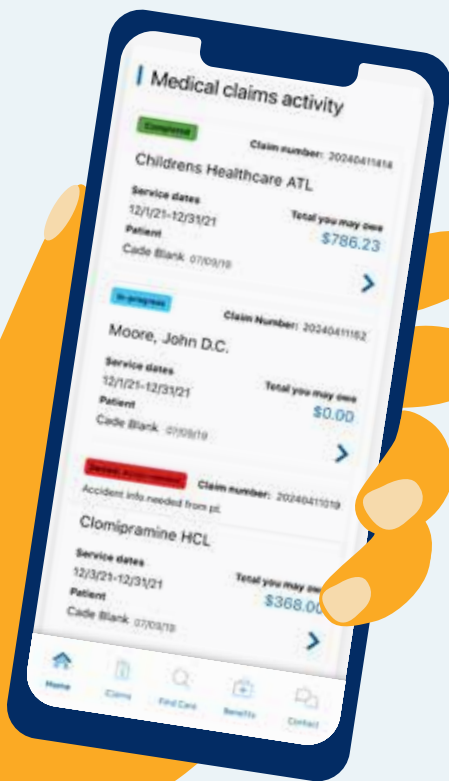 Medical claims activity
Completed
Claim number: 20240411414
Childrens Healthcare ATL
Service dates
Total you may owe
12/1/21-12/31/21
$786.23
Patient
Cade Blank 07/09/19
In-progress
Claim Number: 20240411162
Moore, John D.C.
Service dates
Total you may owe
12/1/21-12/31/21
$0.00
Patient
Cade Blank 07/09/19
Claim number: 20240411019
Accident info needed from pt.
Clomipramine HCL
Service dates
Total you may owe
12/3/21-12/31/21
$368.00
Patient
Cade Blank 07/09/19
Home
Claims
Find Care
Benefits
Contact